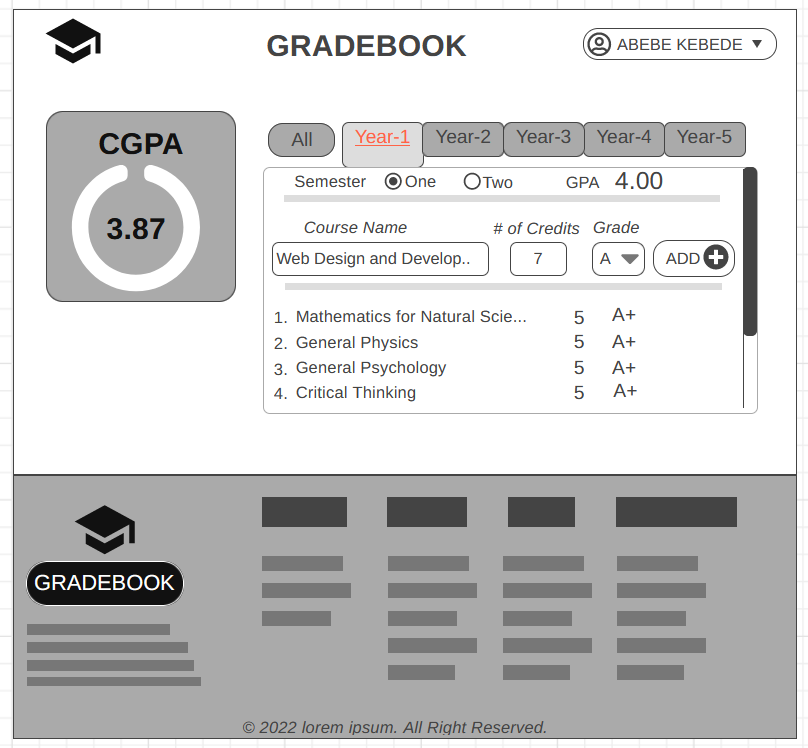 GRADEBOOK
ABEBE KEBEDE
CGPA
3.87
All Year-1 Year-2 Year-3 Year-4 Year-5
Semester One Two GPA 4.00
Course Name # of Credits Grade
Web Design and Develop.. 7 A ADD
1. Mathematics for Natural Scie... 5 A+
2. General Physics 5 A+
3. General Psychology 5 A+
4. Critical Thinking 5 A+
GRADEBOOK
© 2022 lorem ipsum. All Right Reserved.